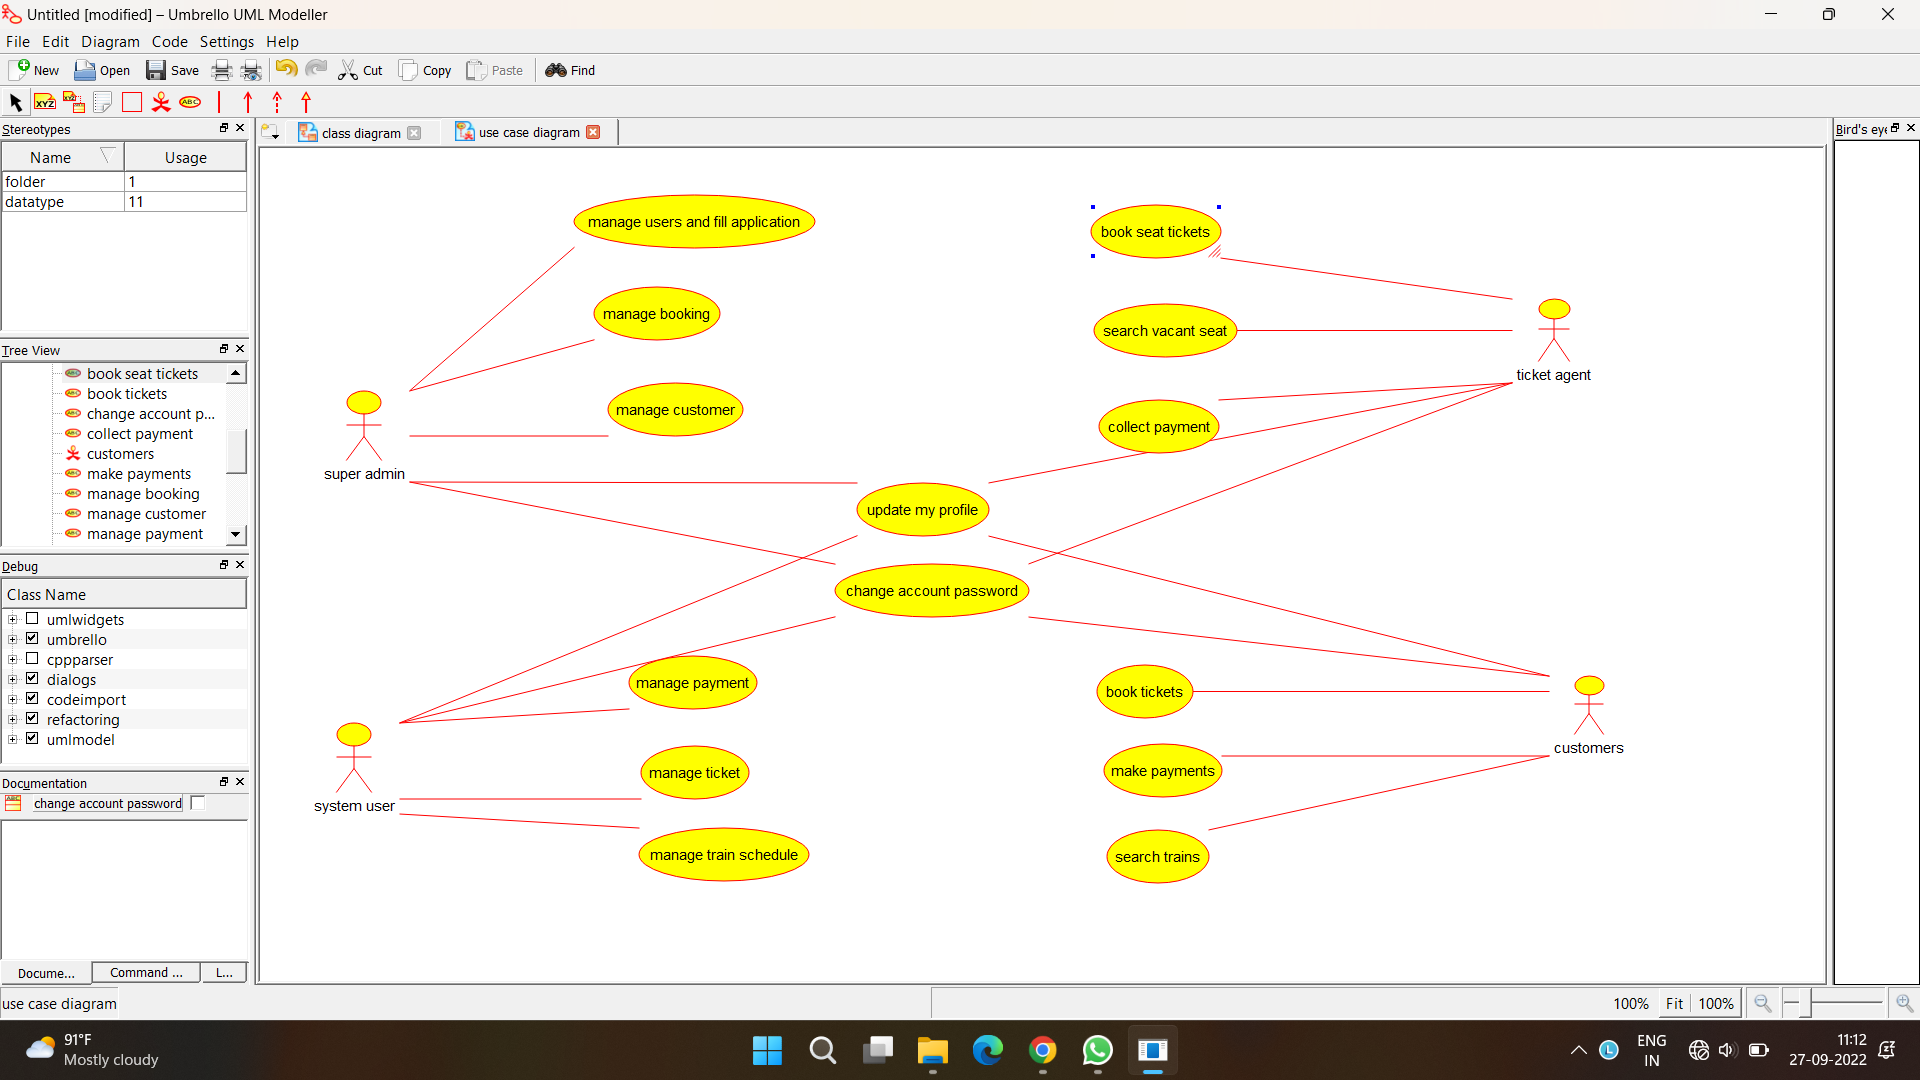 Untitled [modified] – Umbrello UML Modeller
File Edit Diagram Code Settings Help
New Open Save Cut Copy Paste Find
XYZ XYZ ABC
Stereotypes
Name Usage
folder 1
datatype 11
Tree View
book seat tickets
book tickets
change account p...
collect payment
customers
make payments
manage booking
manage customer
manage payment
Debug
Class Name
umlwidgets
umbrello
cppparser
dialogs
codeimport
refactoring
umlmodel
Documentation
change account password
Docume... Command ... L...
class diagram use case diagram
Bird's eye
manage users and fill application
manage booking
manage customer
super admin
book seat tickets
search vacant seat
collect payment
ticket agent
update my profile
change account password
manage payment
manage ticket
manage train schedule
system user
book tickets
make payments
search trains
customers
use case diagram
100% Fit 100%
91°F
Mostly cloudy
L
ENG
IN
11:12
27-09-2022